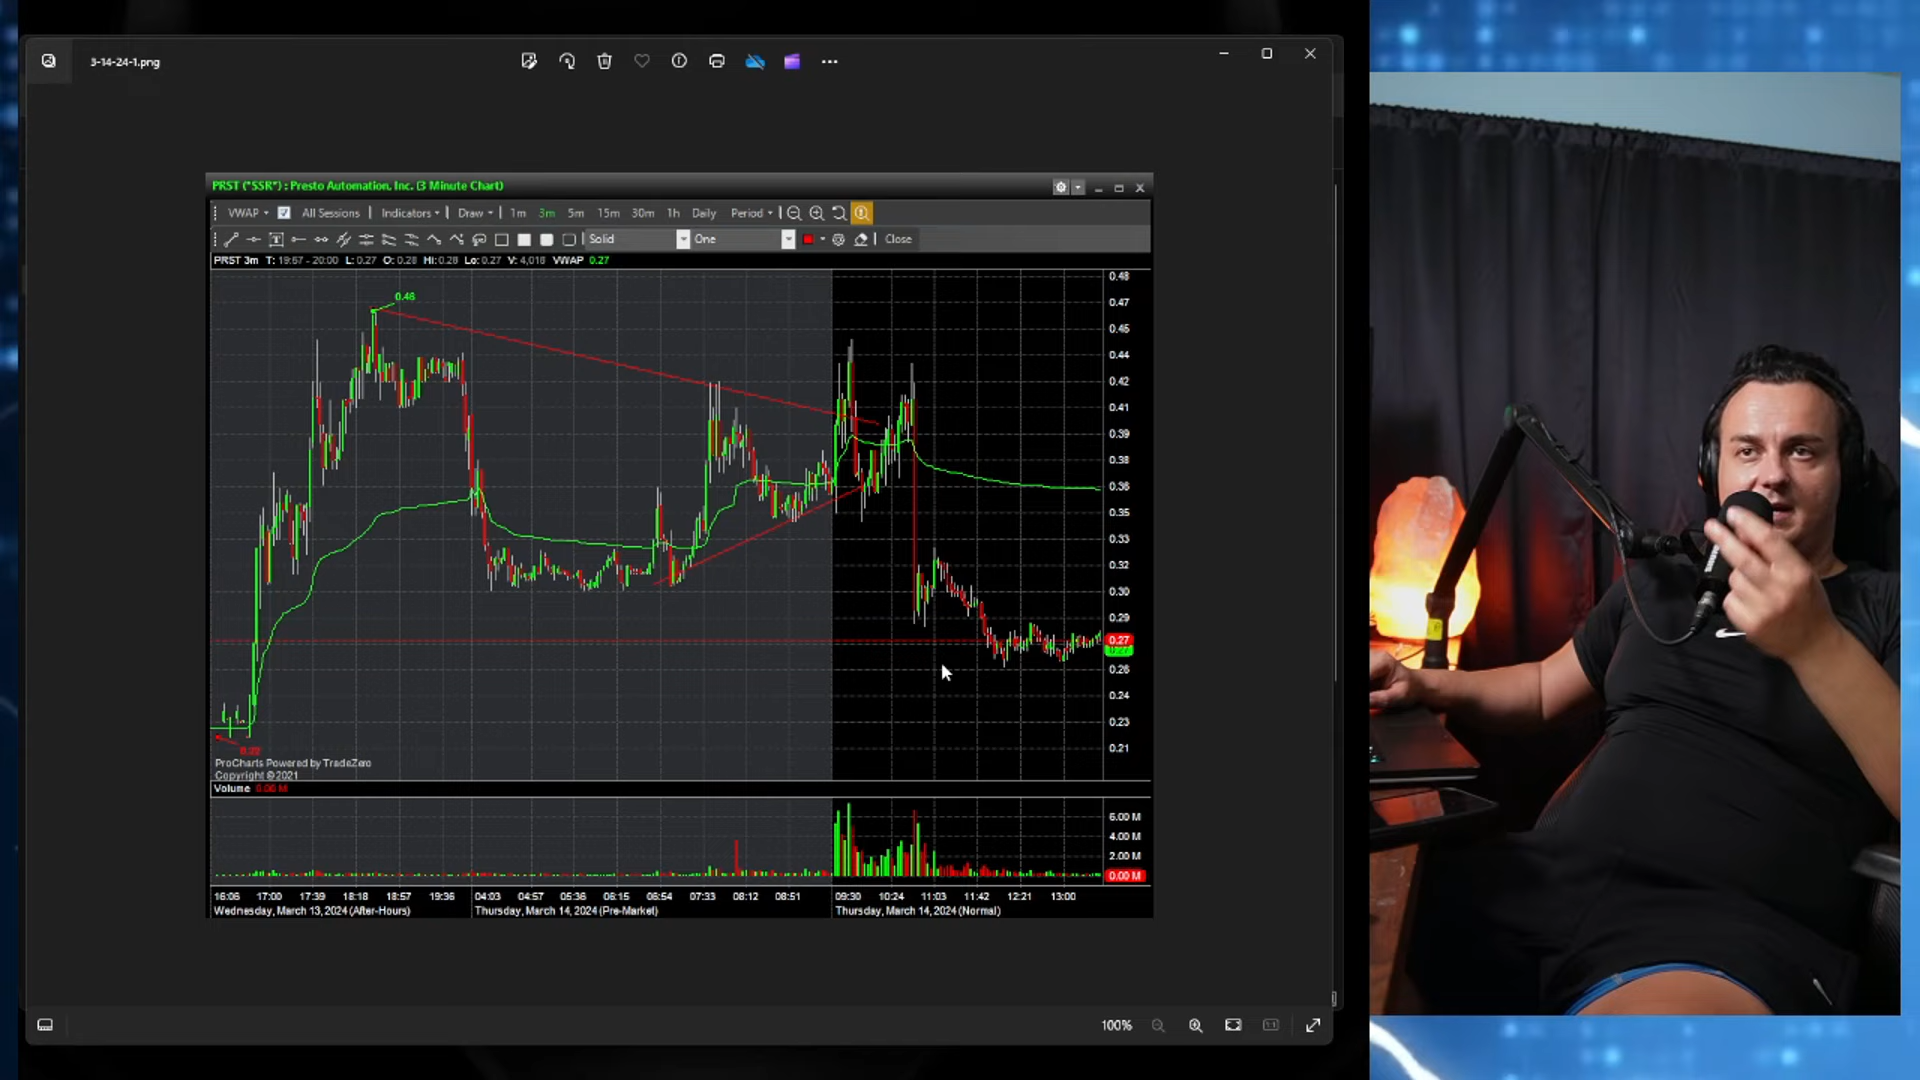 3-14-24-1.png
PRST ("SSR") : Presto Automation, Inc. (3 Minute Chart)
VWAP All Sessions Indicators Draw 1m 3m 5m 15m 30m 1h Daily Period
Solid One Close
PRST 3m T: 19:57 - 20:00 L: 0.27 O: 0.28 Hi: 0.28 Lo: 0.27 V: 4,018 VWAP 0.27
0.48
0.46
0.47
0.45
0.44
0.42
0.41
0.39
0.38
0.36
0.35
0.33
0.32
0.30
0.29
0.27
0.27
0.26
0.24
0.23
0.22
0.21
ProCharts Powered by TradeZero
Copyright © 2021
Volume 0.00 M
6.00 M
4.00 M
2.00 M
0.00 M
16:06 17:00 17:39 18:18 18:57 19:36 04:03 04:57 05:36 06:15 06:54 07:33 08:12 08:51 09:30 10:24 11:03 11:42 12:21 13:00
Wednesday, March 13, 2024 (After-Hours) Thursday, March 14, 2024 (Pre-Market) Thursday, March 14, 2024 (Normal)
100%